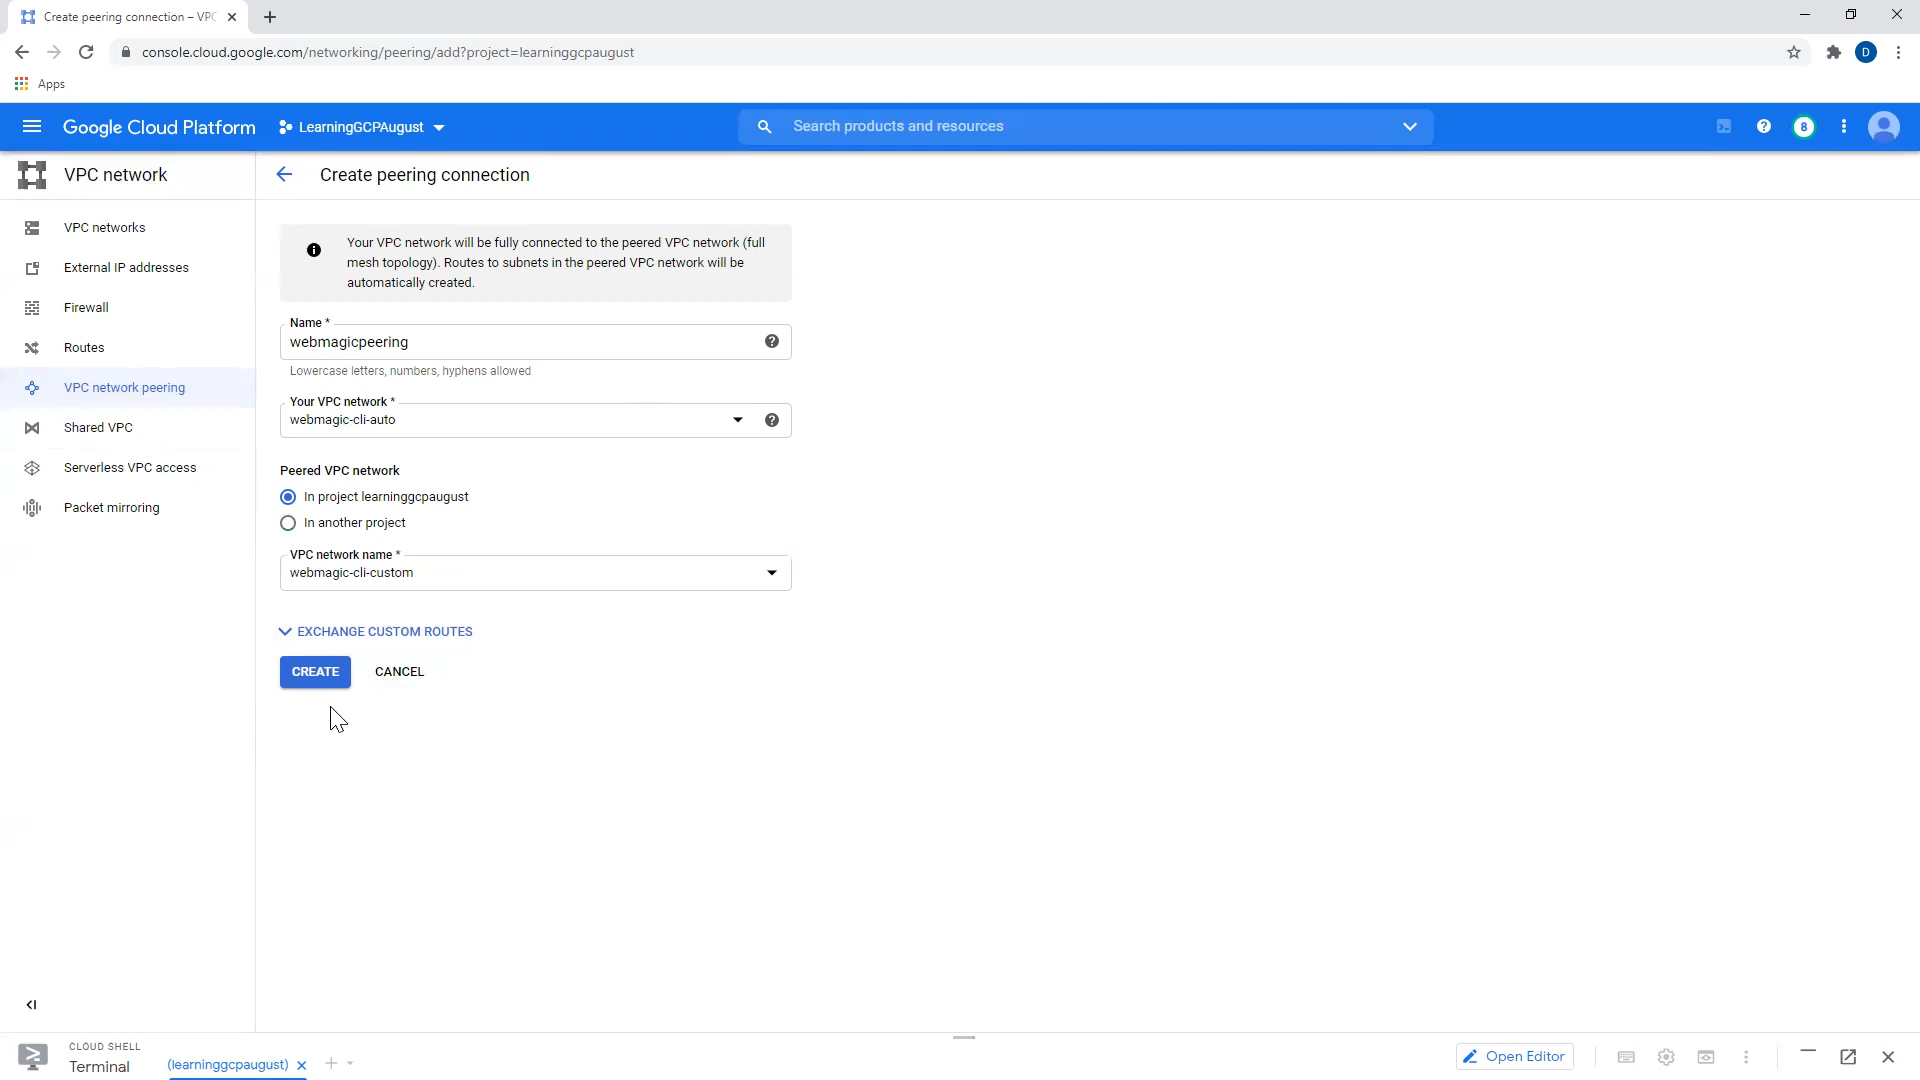 Create peering connection – VPC
console.cloud.google.com/networking/peering/add?project=learninggcpaugust
D
Apps
Google Cloud Platform
LearningGCPAugust
Search products and resources
8
VPC network
Create peering connection
VPC networks
External IP addresses
Firewall
Routes
VPC network peering
Shared VPC
Serverless VPC access
Packet mirroring
Your VPC network will be fully connected to the peered VPC network (full
mesh topology). Routes to subnets in the peered VPC network will be
automatically created.
Name *
webmagicpeering
Lowercase letters, numbers, hyphens allowed
Your VPC network *
webmagic-cli-auto
Peered VPC network
In project learninggcpaugust
In another project
VPC network name *
webmagic-cli-custom
EXCHANGE CUSTOM ROUTES
CREATE
CANCEL
CLOUD SHELL
Terminal
(learninggcpaugust)
Open Editor